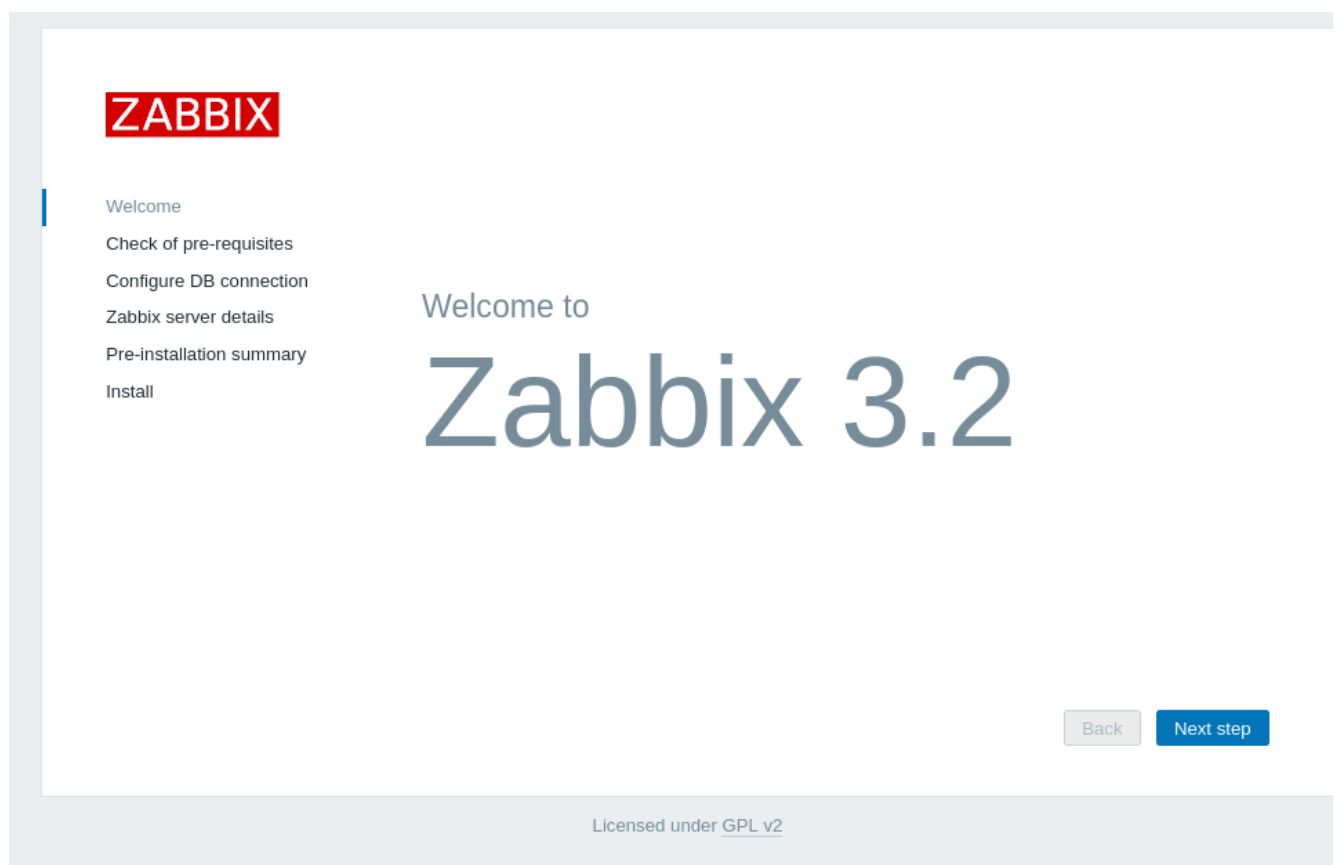 ZABBIX
Welcome
Check of pre-requisites
Configure DB connection
Zabbix server details
Pre-installation summary
Install
Welcome to
Zabbix 3.2
Back
Next step
Licensed under GPL v2